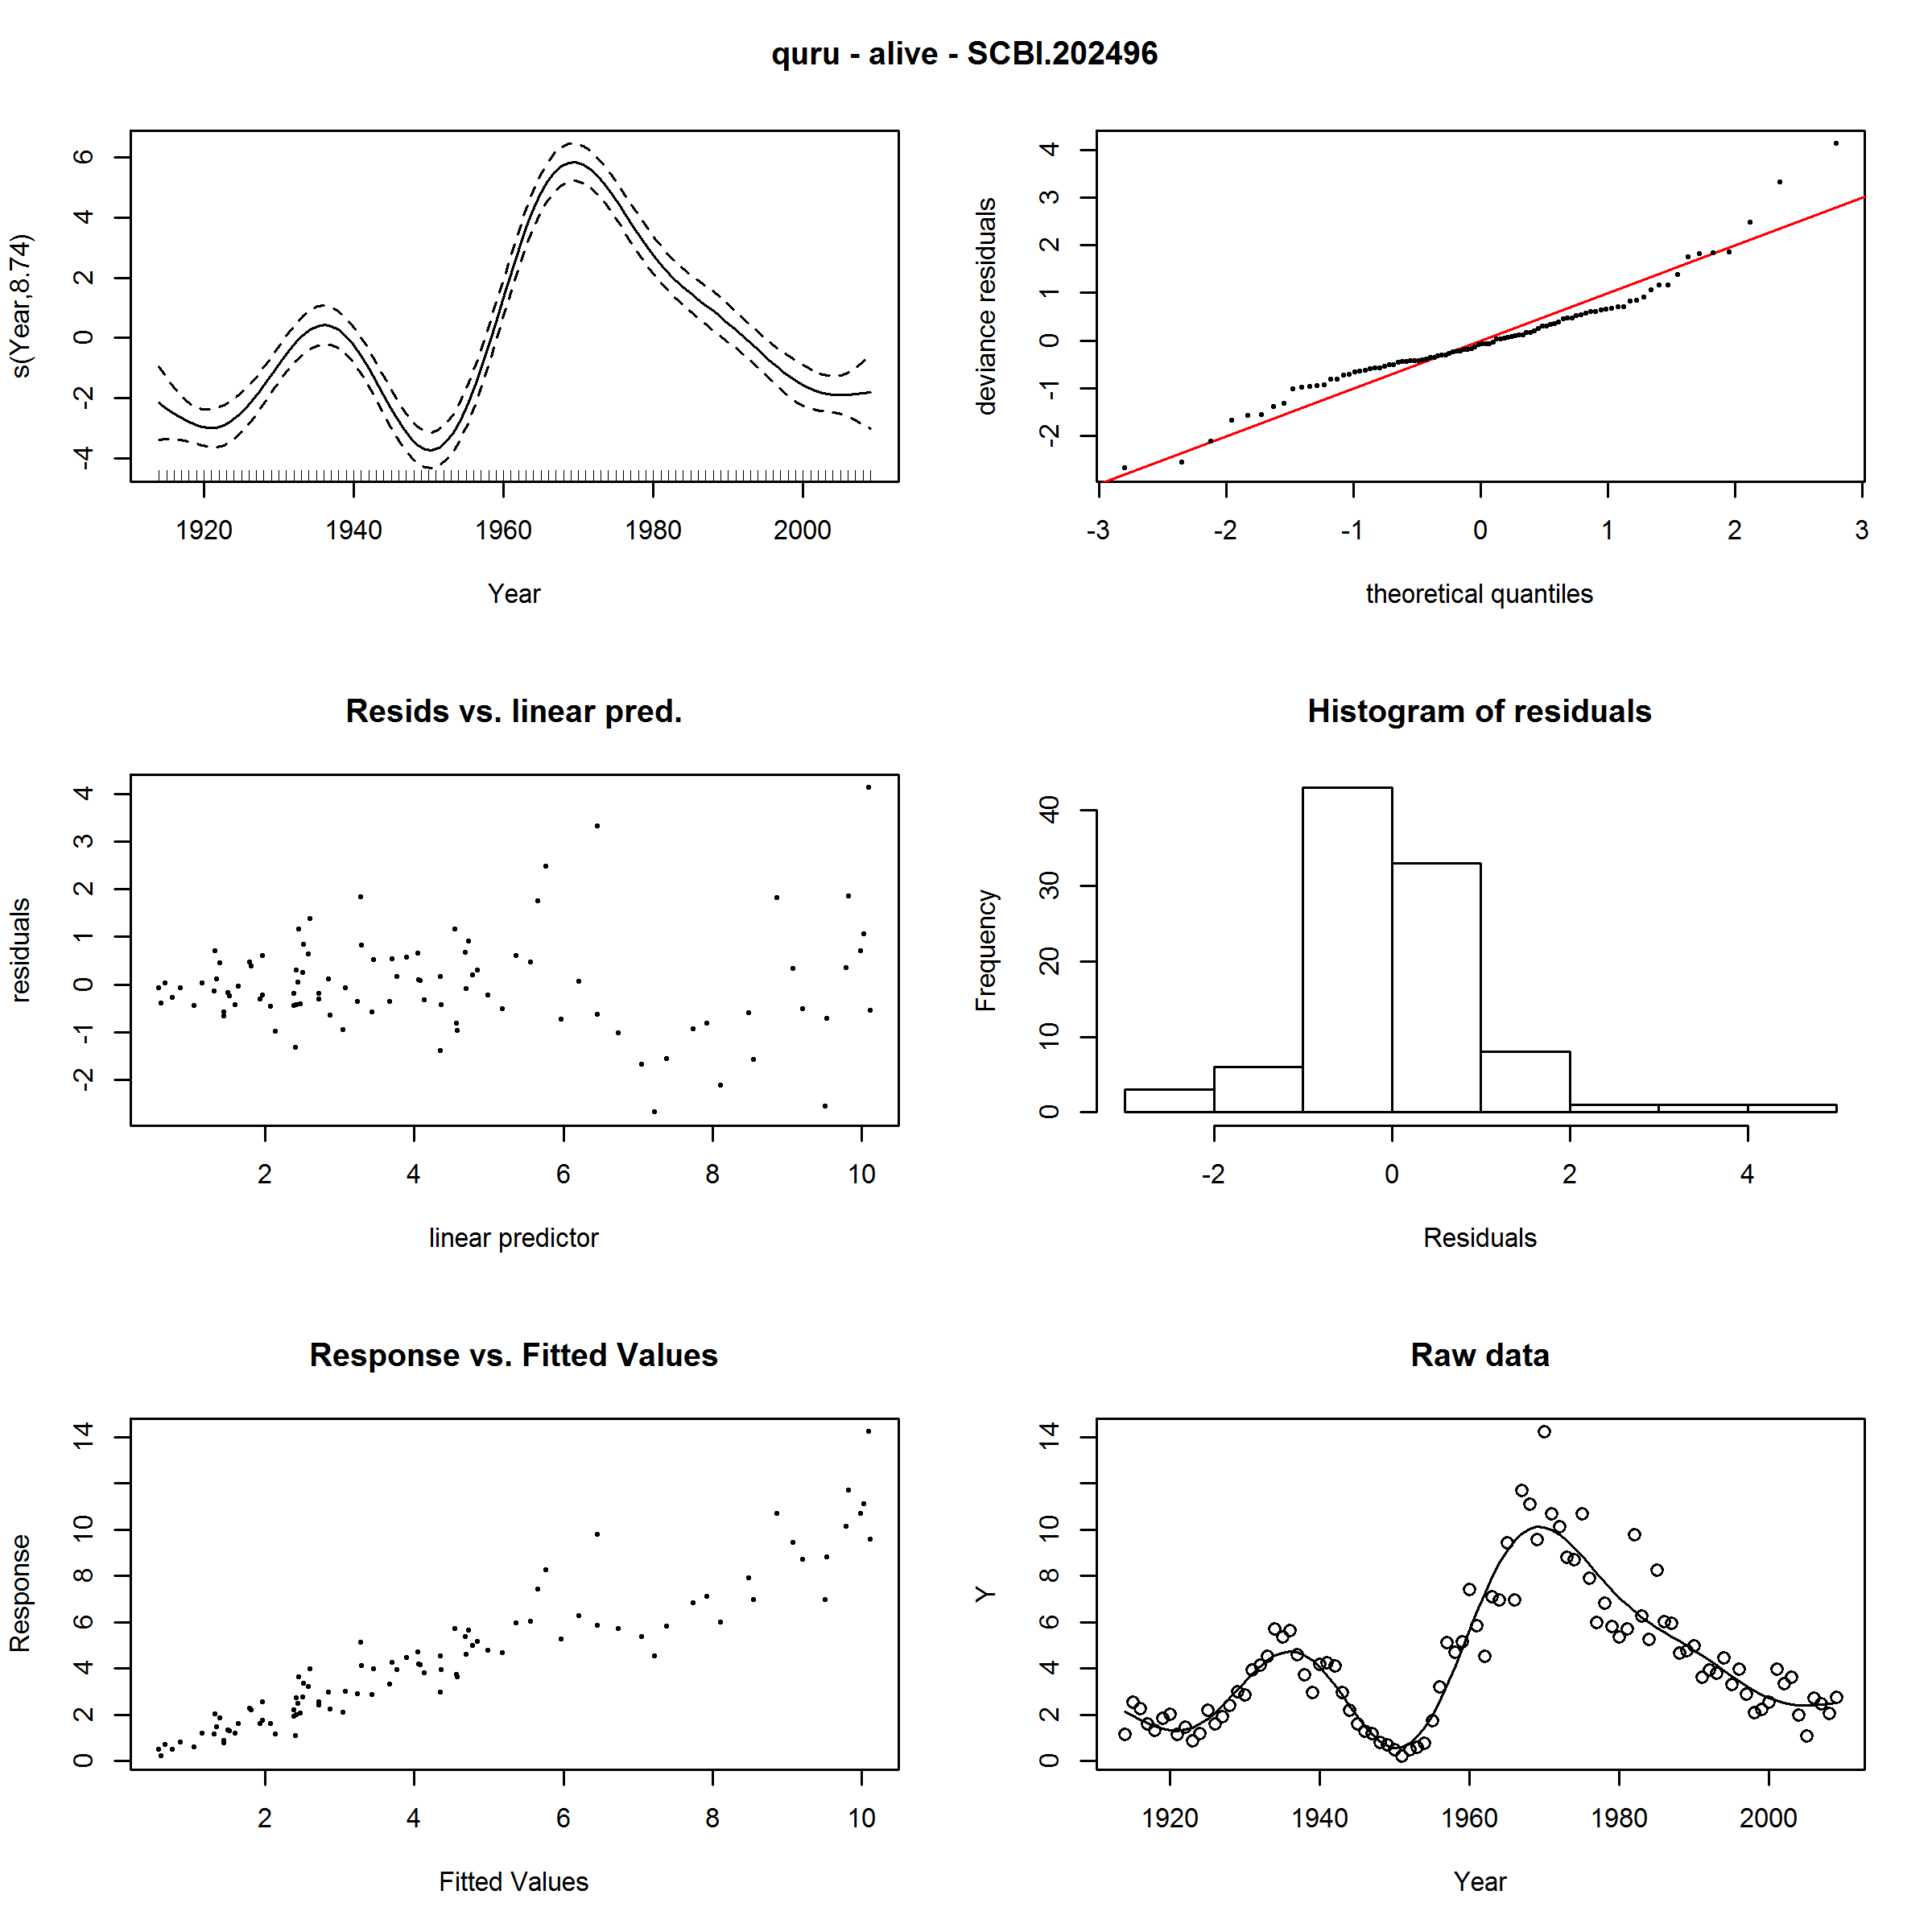 quru - alive - SCBI.202496
s(Year,8.74)
6
4
2
0
-2
-4
1920 1940 1960 1980 2000
Year
deviance residuals
4
3
2
1
0
-1
-2
-3 -2 -1 0 1 2 3
theoretical quantiles
Resids vs. linear pred.
residuals
4
3
2
1
0
-1
-2
2 4 6 8 10
linear predictor
Histogram of residuals
Frequency
40
30
20
10
0
-2 0 2 4
Residuals
Response vs. Fitted Values
Response
14
10
8
6
4
2
0
2 4 6 8 10
Fitted Values
Raw data
Y
14
10
8
6
4
2
0
1920 1940 1960 1980 2000
Year